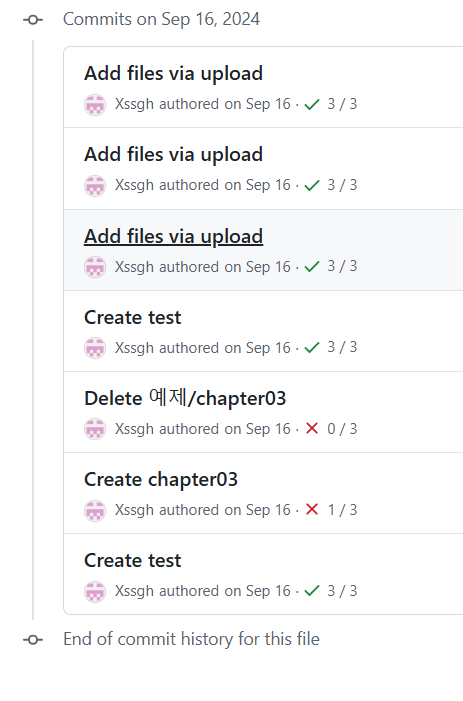 Commits on Sep 16, 2024
Add files via upload
Xssgh authored on Sep 16 · 3 / 3
Add files via upload
Xssgh authored on Sep 16 · 3 / 3
Add files via upload
Xssgh authored on Sep 16 · 3 / 3
Create test
Xssgh authored on Sep 16 · 3 / 3
Delete 예제/chapter03
Xssgh authored on Sep 16 · 0 / 3
Create chapter03
Xssgh authored on Sep 16 · 1 / 3
Create test
Xssgh authored on Sep 16 · 3 / 3
End of commit history for this file